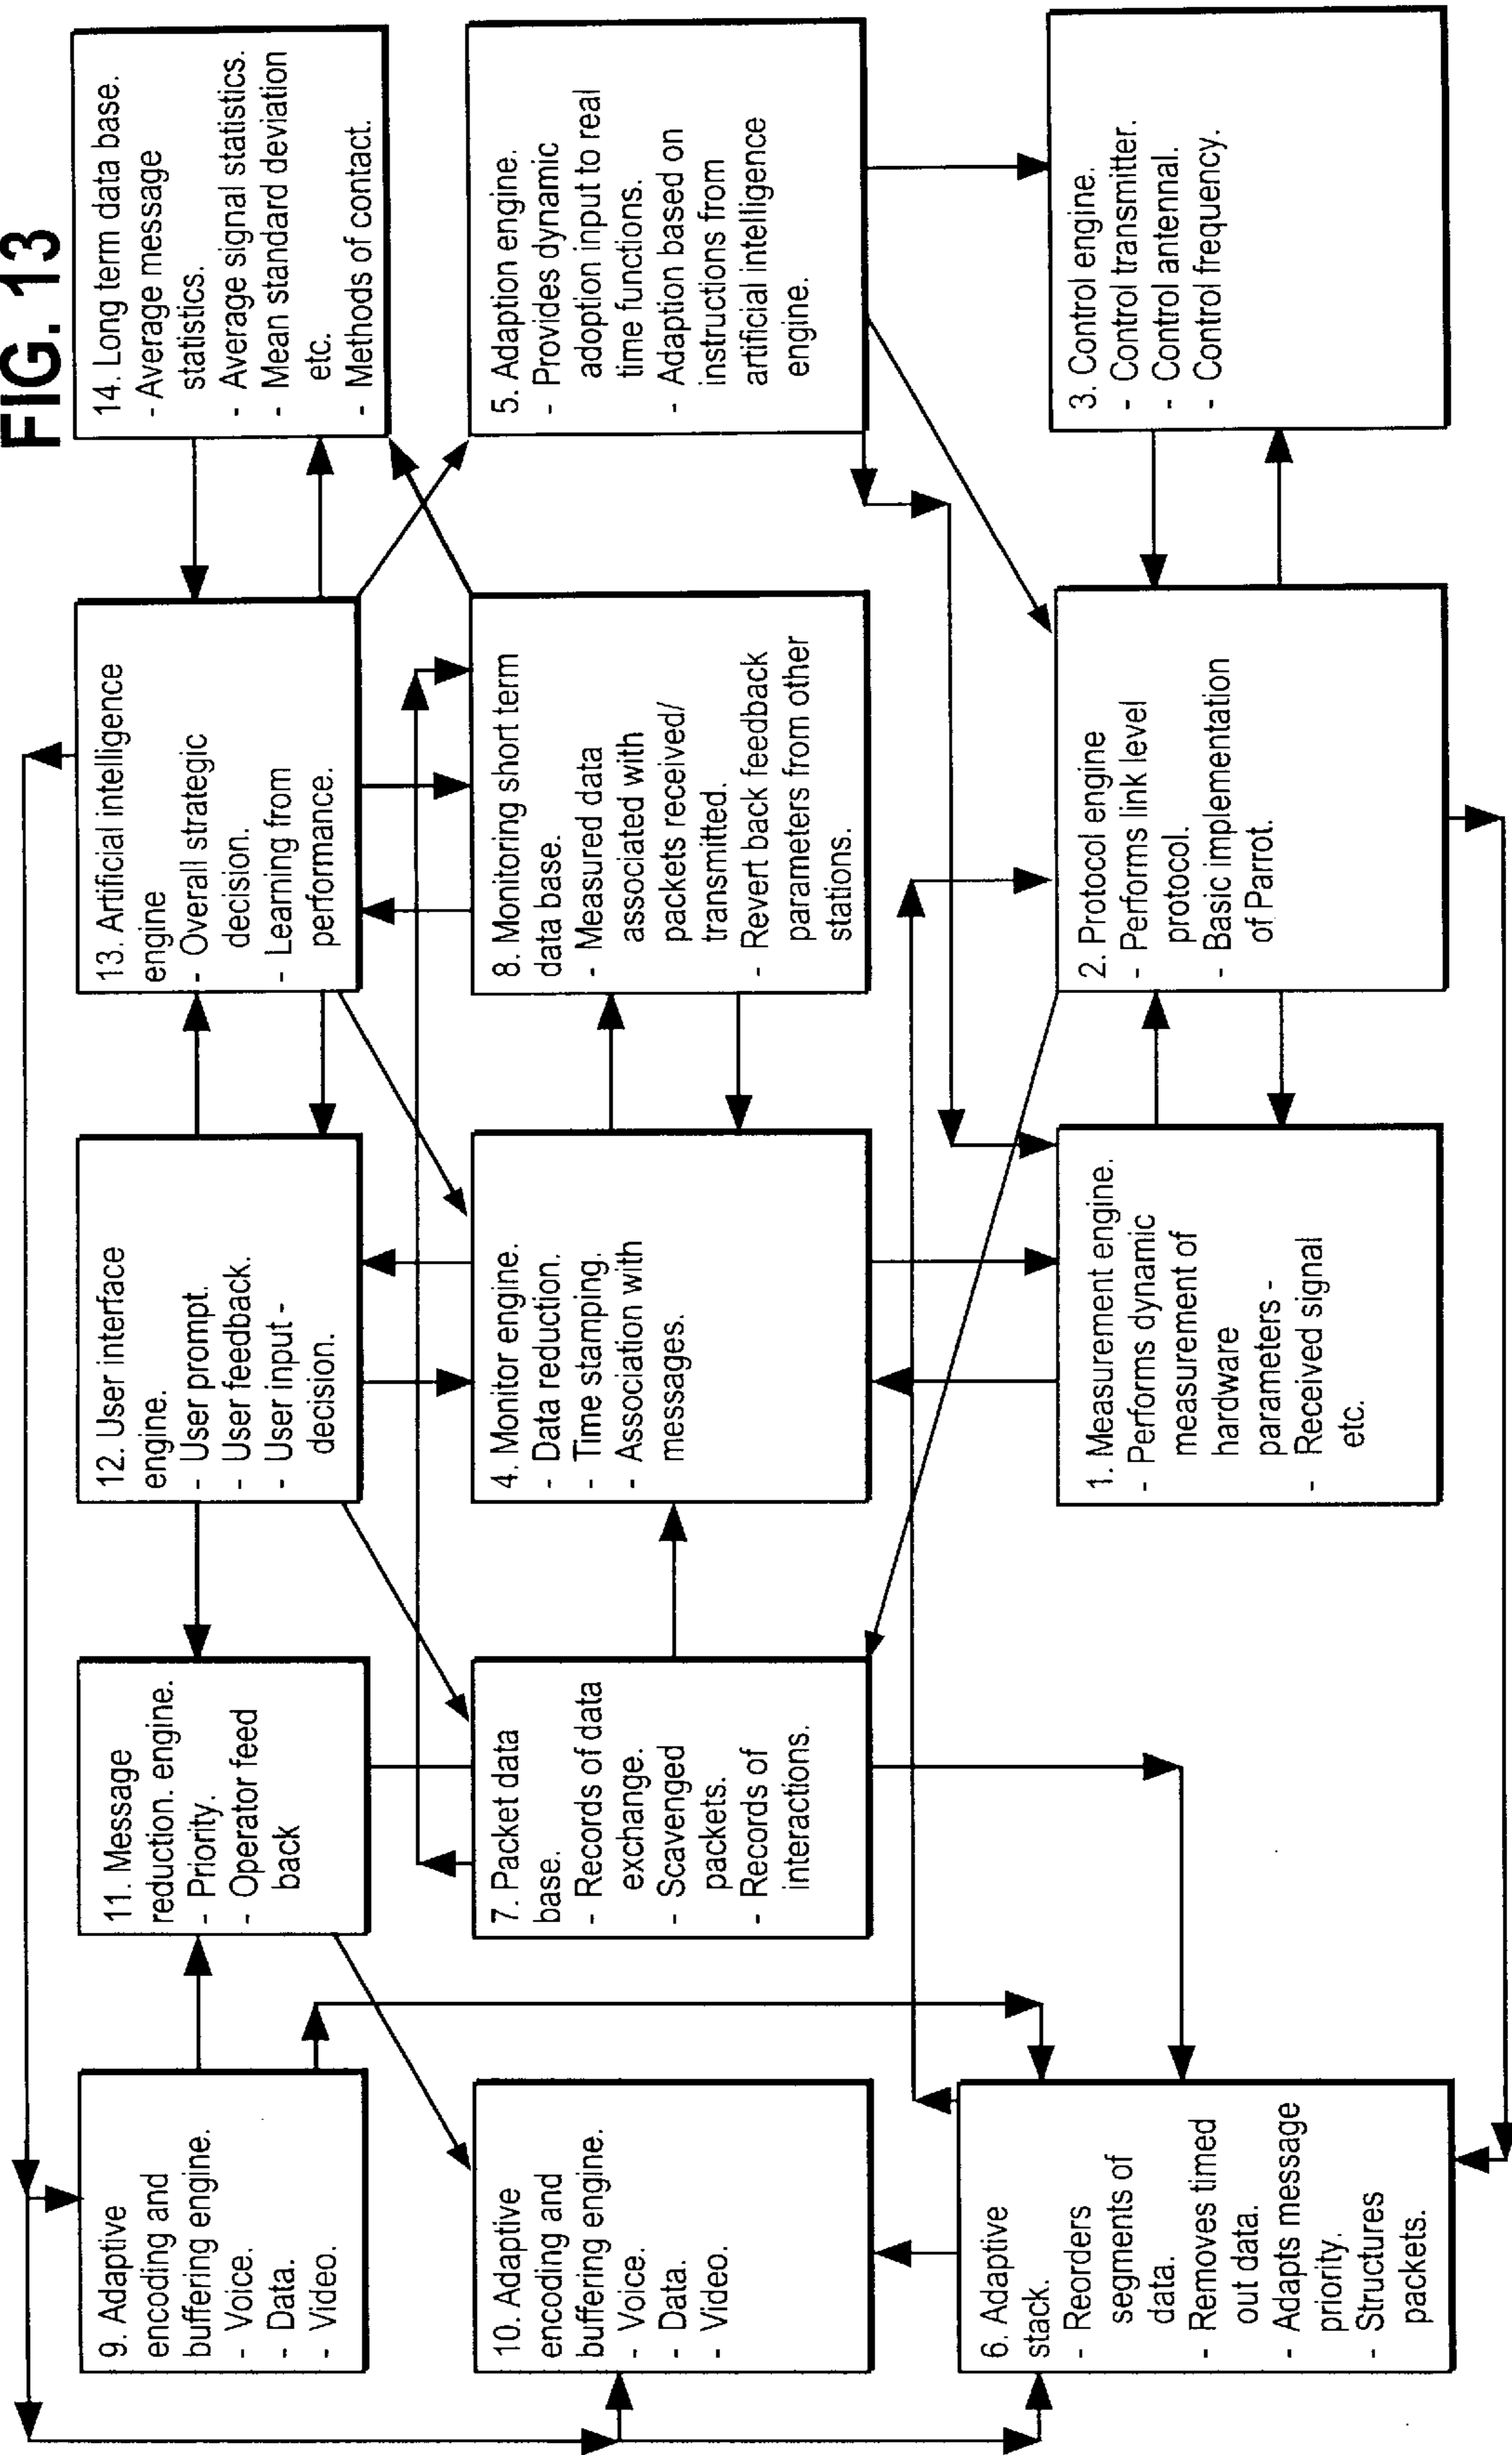 FIG. 13
9. Adaptive
encoding and
buffering engine.
- Voice.
- Data.
- Video.
11. Message
reduction. engine.
- Priority.
- Operator feed
back
12. User interface
engine.
- User prompt.
- User feedback.
- User input -
decision.
13. Artificial intelligence
engine
- Overall strategic
decision.
- Learning from
performance.
14. Long term data base.
- Average message
statistics.
- Average signal statistics.
- Mean standard deviation
etc.
- Methods of contact.
10. Adaptive
encoding and
buffering engine.
- Voice.
- Data.
- Video.
7. Packet data
base.
- Records of data
exchange.
- Scavenged
packets.
- Records of
interactions.
4. Monitor engine.
- Data reduction.
- Time stamping.
- Association with
messages.
8. Monitoring short term
data base.
- Measured data
associated with
packets received/
transmitted.
- Revert back feedback
parameters from other
stations.
5. Adaption engine.
- Provides dynamic
adoption input to real
time functions.
- Adaption based on
instructions from
artificial intelligence
engine.
6. Adaptive
stack.
- Reorders
segments of
data.
- Removes timed
out data.
- Adapts message
priority.
- Structures
packets.
1. Measurement engine.
- Performs dynamic
measurement of
hardware
parameters -
- Received signal
etc.
2. Protocol engine
- Performs link level
protocol.
- Basic implementation
of Parrot.
3. Control engine.
- Control transmitter.
- Control antennal.
- Control frequency.